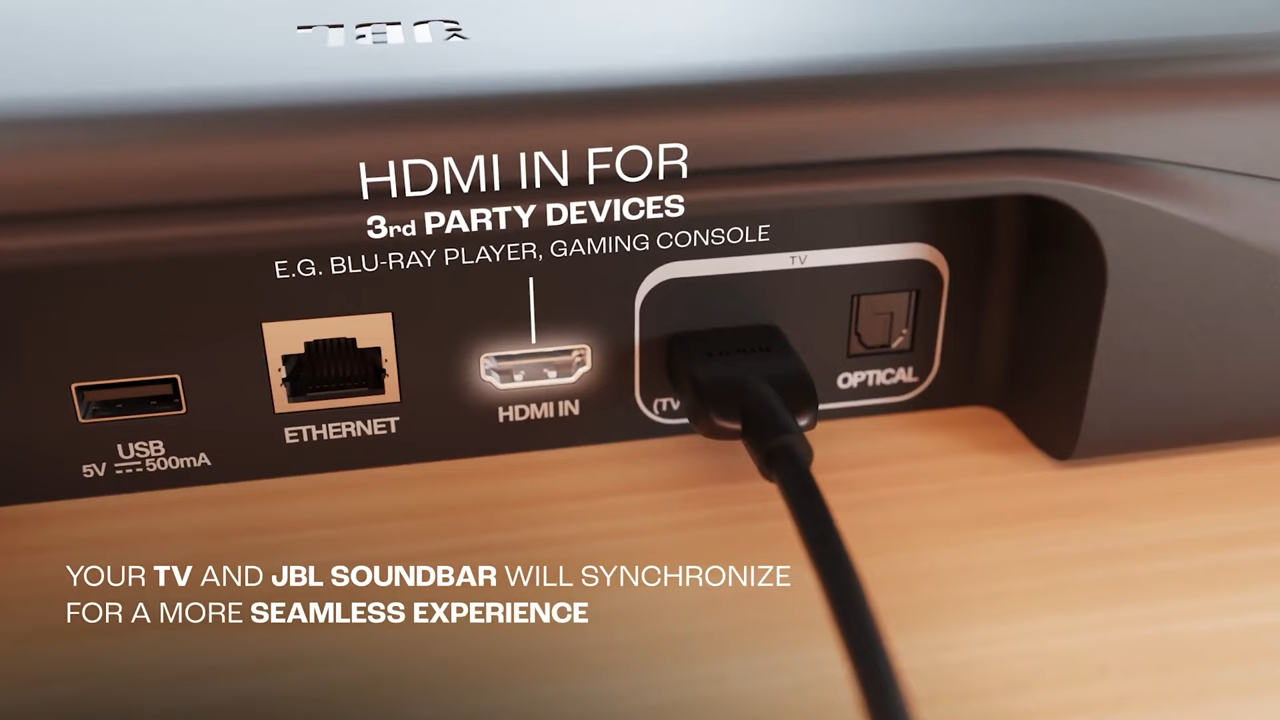 HDMI IN FOR
3rd PARTY DEVICES
E.G. BLU-RAY PLAYER, GAMING CONSOLE
TV
USB
5V 500mA
ETHERNET
HDMI IN
(TV
OPTICAL
YOUR TV AND JBL SOUNDBAR WILL SYNCHRONIZE
FOR A MORE SEAMLESS EXPERIENCE